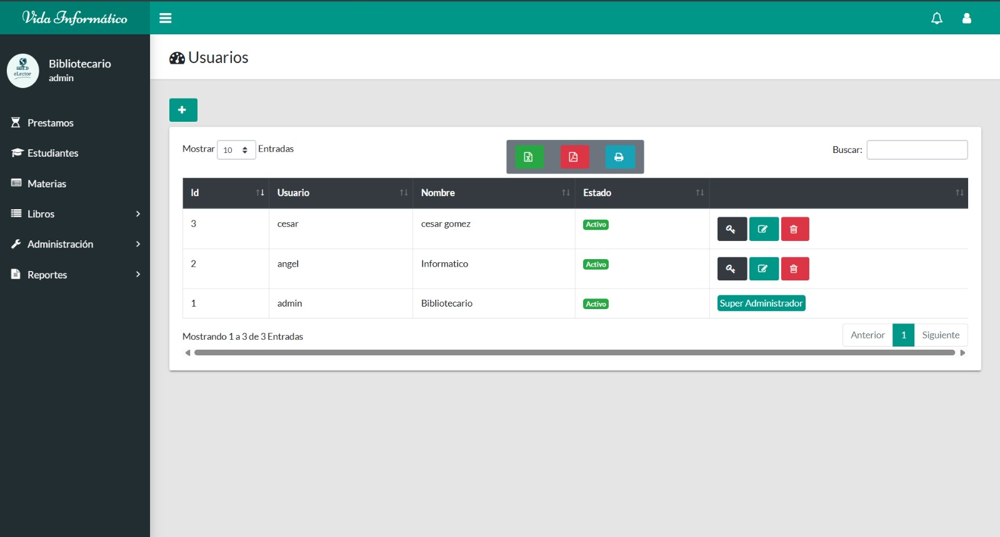 Vida Informático
eLector
Bibliotecario
admin
Prestamos
Estudiantes
Materias
Libros
Administración
Reportes
Usuarios
Mostrar 10 Entradas
Buscar:
Id Usuario Nombre Estado
3 cesar cesar gomez Activo
2 angel Informatico Activo
1 admin Bibliotecario Activo Super Administrador
Mostrando 1 a 3 de 3 Entradas
Anterior 1 Siguiente